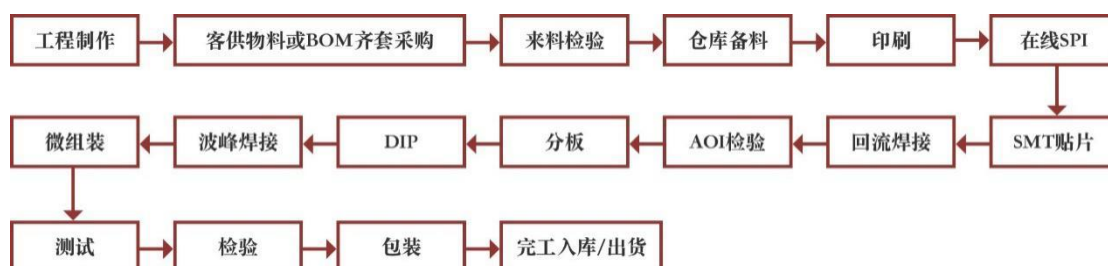 工程制作
客供物料或BOM齐套采购
来料检验
仓库备料
印刷
在线SPI
SMT贴片
回流焊接
AOI检验
分板
DIP
波峰焊接
微组装
测试
检验
包装
完工入库/出货